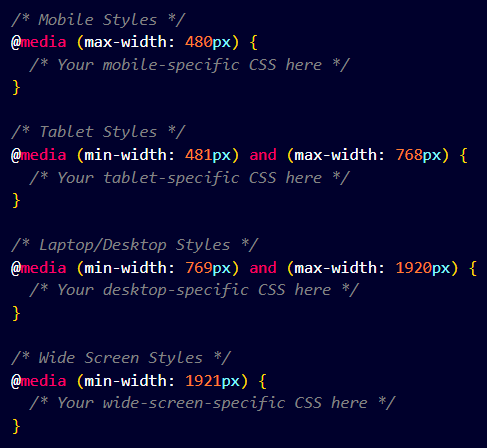 /* Mobile Styles */
@media (max-width: 480px) {
  /* Your mobile-specific CSS here */
}

/* Tablet Styles */
@media (min-width: 481px) and (max-width: 768px) {
  /* Your tablet-specific CSS here */
}

/* Laptop/Desktop Styles */
@media (min-width: 769px) and (max-width: 1920px) {
  /* Your desktop-specific CSS here */
}

/* Wide Screen Styles */
@media (min-width: 1921px) {
  /* Your wide-screen-specific CSS here */
}